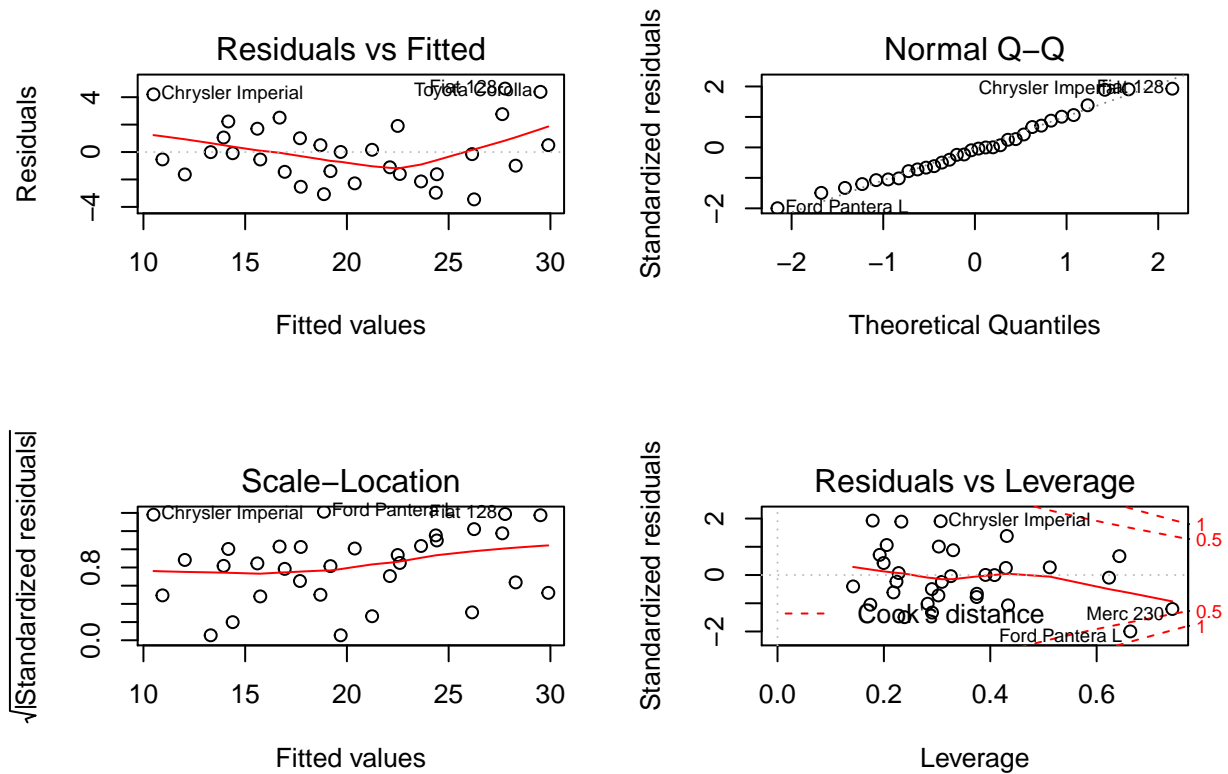 Residuals vs Fitted
Residuals
4
0
−4
Chrysler Imperial
Fiat 128
Toyota Corolla
10 15 20 25 30
Fitted values
Normal Q−Q
Standardized residuals
2
0
−2
Chrysler Imperial
Fiat 128
Ford Pantera L
−2 −1 0 1 2
Theoretical Quantiles
Scale−Location
√|Standardized residuals|
0.8
0.0
Chrysler Imperial
Ford Pantera L
Fiat 128
10 15 20 25 30
Fitted values
Residuals vs Leverage
Standardized residuals
2
0
−2
Chrysler Imperial
Merc 230
Ford Pantera L
Cook's distance
1
0.5
0.5
1
0.0 0.2 0.4 0.6
Leverage